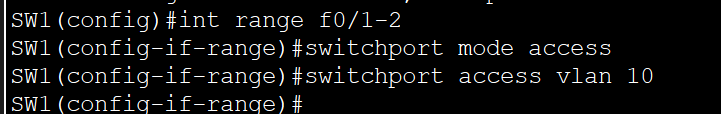 SW1(config)#int range f0/1-2
SW1(config-if-range)#switchport mode access
SW1(config-if-range)#switchport access vlan 10
SW1(config-if-range)#